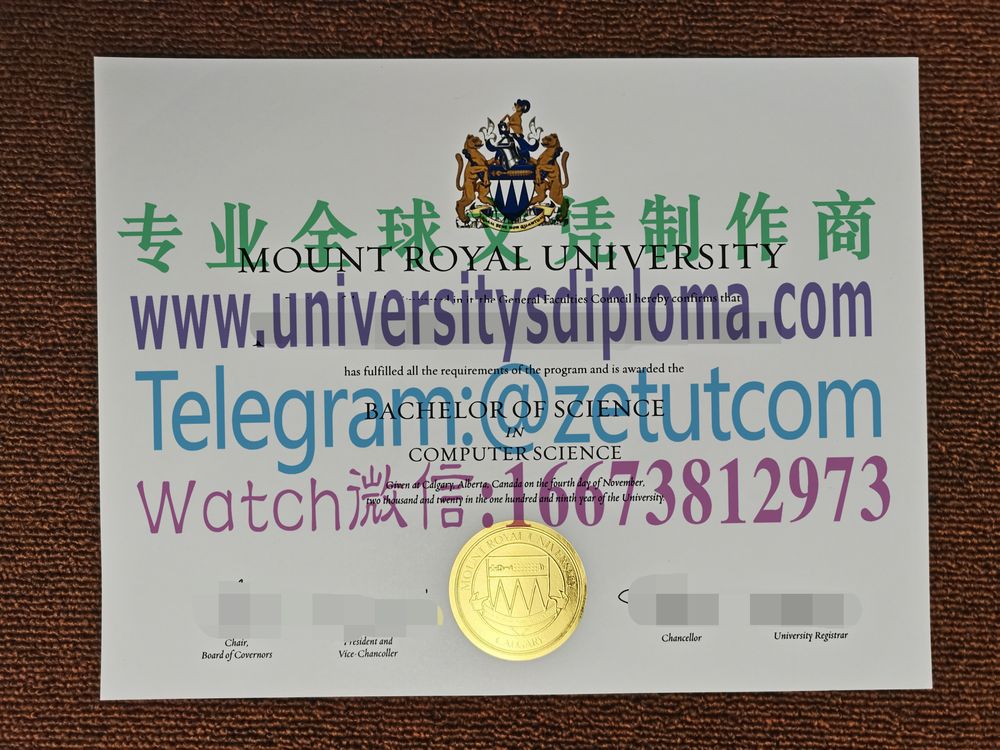 专业全球文凭制作商
MOUNT ROYAL UNIVERSITY
in the General Faculties Council hereby confirms that
www.universitysdiploma.com
has fulfilled all the requirements of the program and is awarded the
Telegram:@zetutcom
BACHELOR OF SCIENCE
IN
COMPUTER SCIENCE
Watch微信:16673812973
Given at Calgary, Alberta, Canada on the fourth day of November,
two thousand and twenty in the one hundred and ninth year of the University.
MOUNT ROYAL UNIVERSITY
CALGARY
Chair,
Board of Governors
President and
Vice-Chancellor
Chancellor
University Registrar